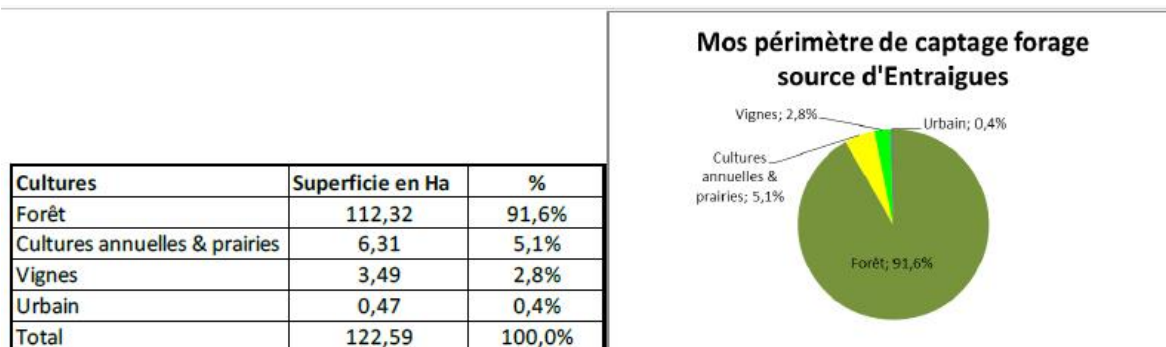 Cultures Superficie en Ha %
Forêt 112,32 91,6%
Cultures annuelles & prairies 6,31 5,1%
Vignes 3,49 2,8%
Urbain 0,47 0,4%
Total 122,59 100,0%
Mos périmètre de captage forage
source d'Entraigues
Vignes; 2,8%
Urbain; 0,4%
Cultures
annuelles &
prairies; 5,1%
Forêt; 91,6%